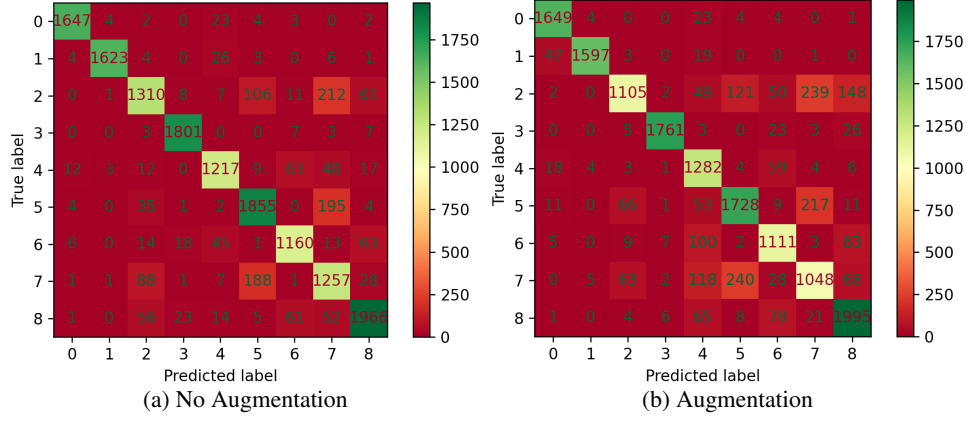 True label
0 1647 4 2 0 23 4 3 0 2
1 4 1623 4 0 26 3 0 6 1
2 0 1 1310 8 7 106 11 212 61
3 0 0 3 1801 0 0 7 3 7
4 12 3 12 0 1217 9 63 48 17
5 4 0 35 1 2 1855 0 195 4
6 6 0 14 18 45 1 1160 13 63
7 1 1 88 1 7 188 1 1257 28
8 1 0 56 23 14 5 61 52 1966
0 1 2 3 4 5 6 7 8
Predicted label
1750
1500
1250
1000
750
500
250
0
(a) No Augmentation
True label
0 1649 4 0 0 23 4 4 0 1
1 47 1597 3 0 19 0 0 1 0
2 2 0 1105 2 49 121 50 239 148
3 0 0 5 1761 3 0 23 3 26
4 18 4 3 1 1282 4 59 4 6
5 11 0 66 1 53 1728 9 217 11
6 5 0 9 7 100 2 1111 3 83
7 0 5 63 2 118 240 28 1048 68
8 1 0 4 6 65 8 78 21 1995
0 1 2 3 4 5 6 7 8
Predicted label
1750
1500
1250
1000
750
500
250
0
(b) Augmentation